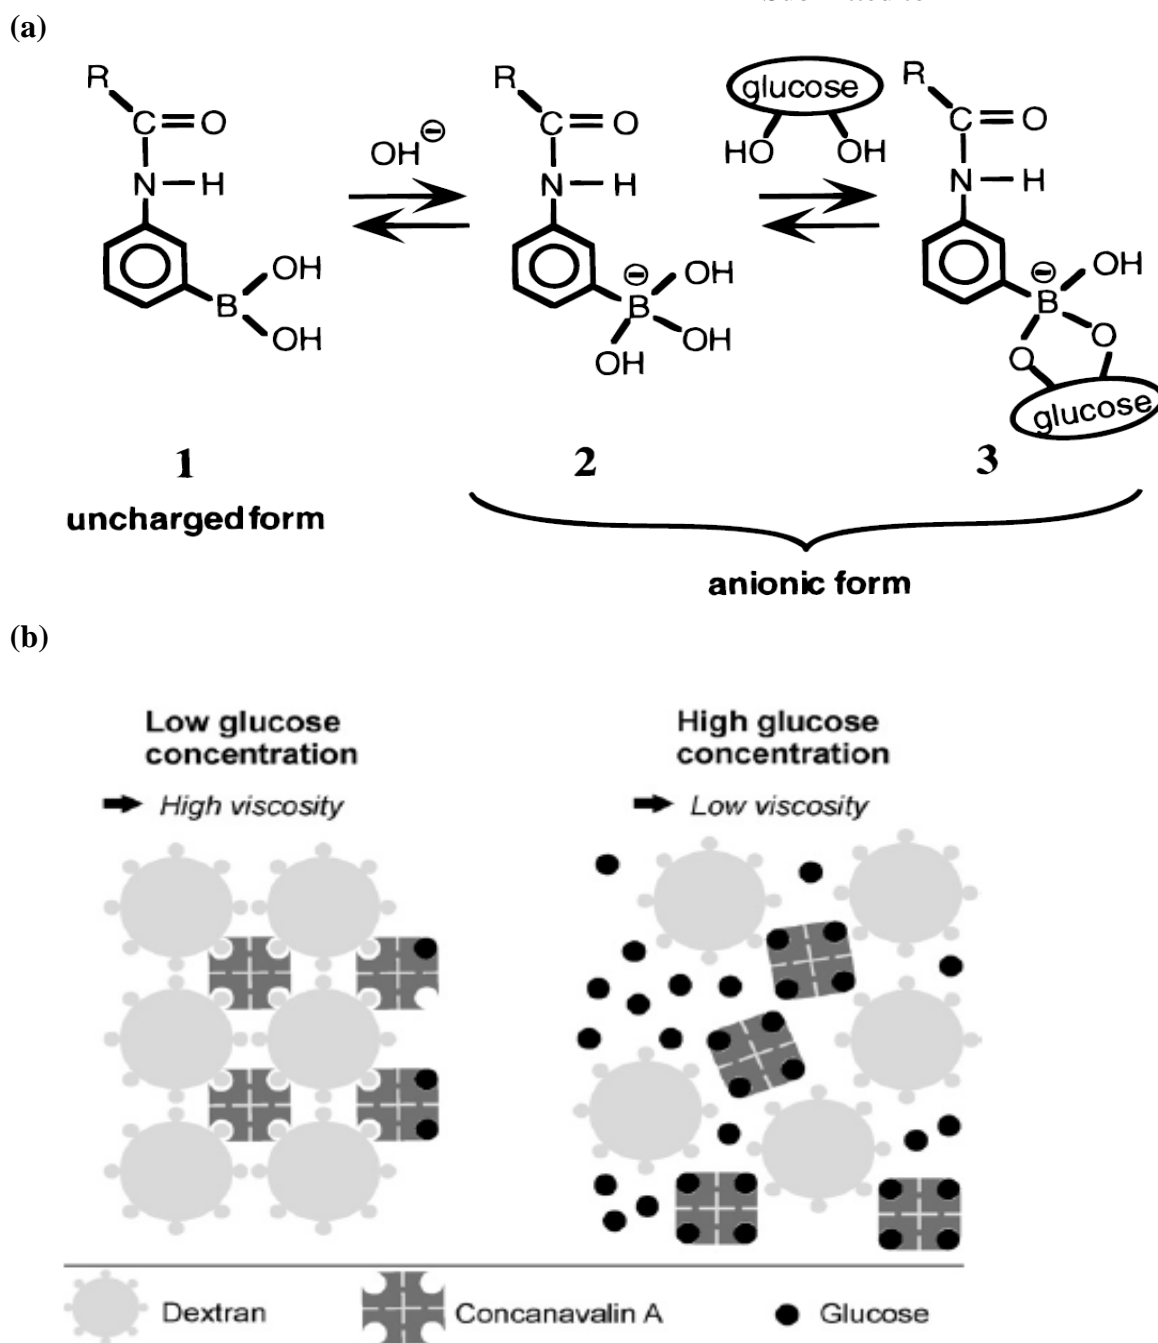 (a)
R
C=O
N—H
B
OH
OH
OH⊖
R
C=O
N—H
⊖
B
OH
OH
OH
glucose
HO OH
R
C=O
N—H
⊖
B
OH
O
O
glucose
1 2 3
uncharged form
anionic form
(b)
Low glucose
concentration
High viscosity
High glucose
concentration
Low viscosity
Dextran Concanavalin A Glucose